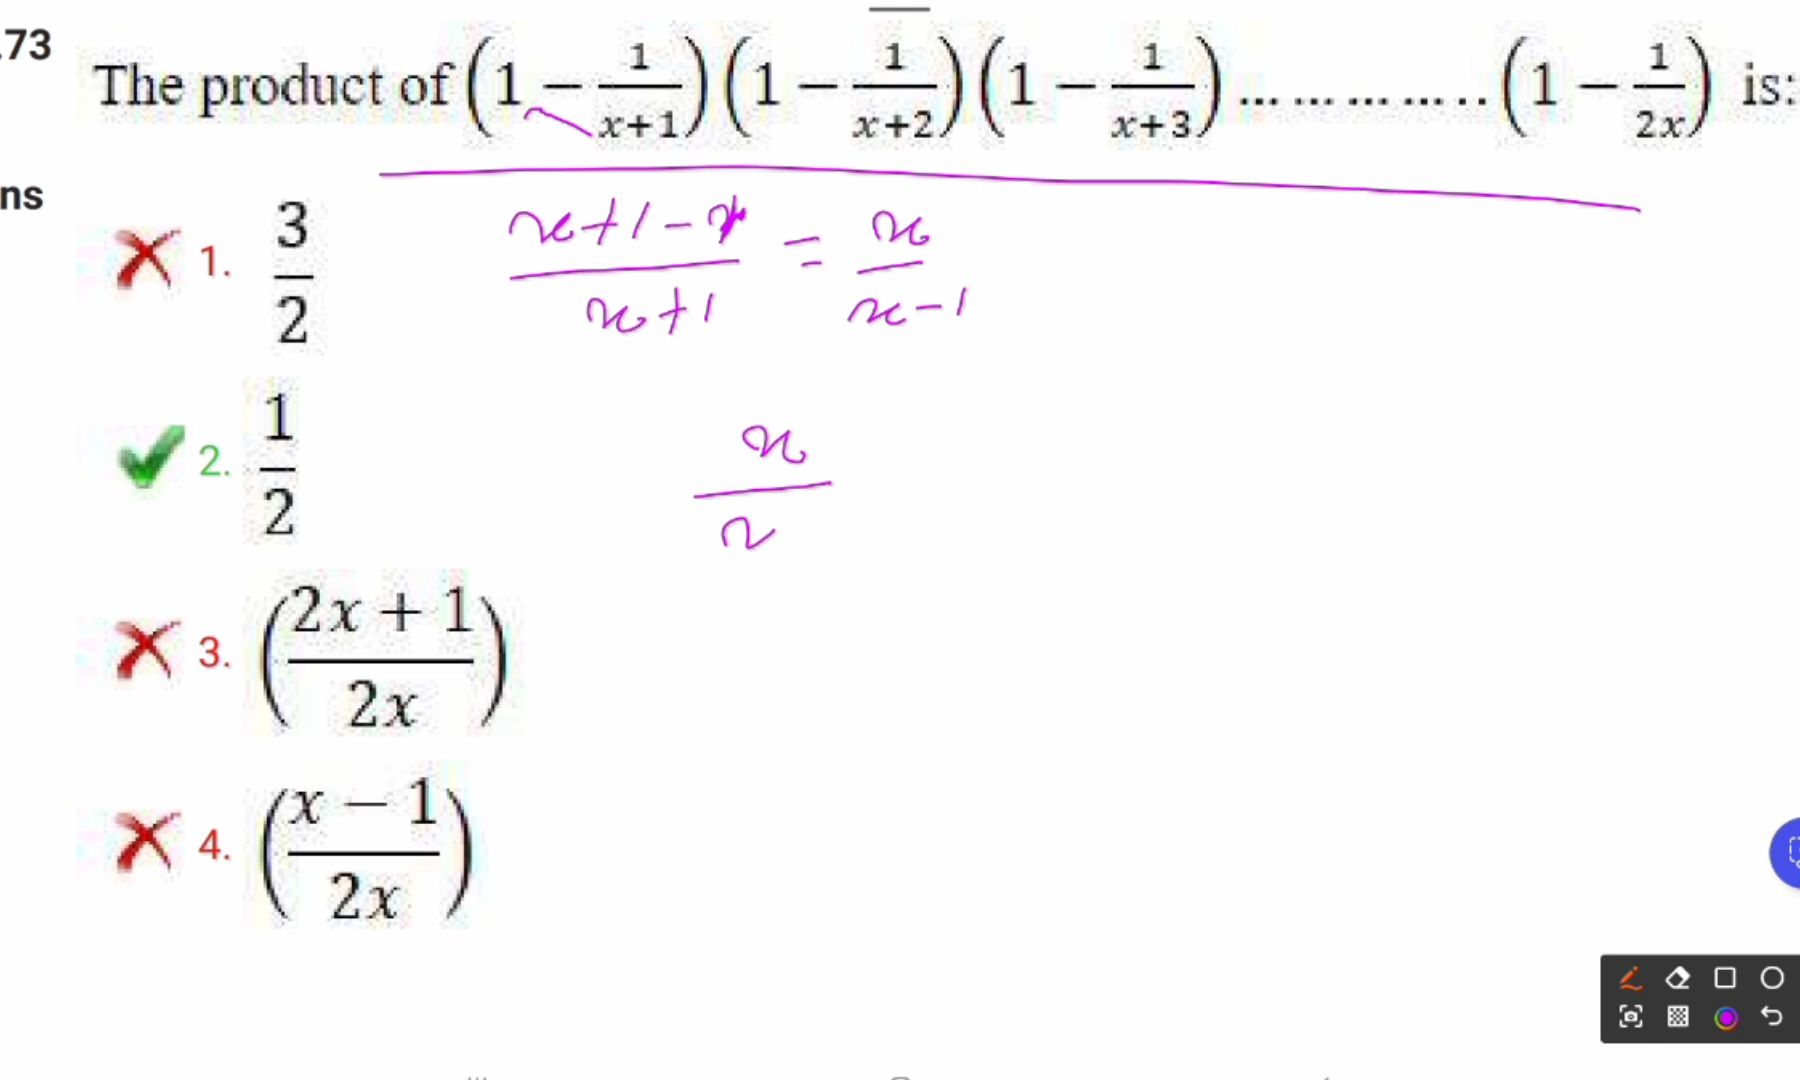 .73
The product of (1 − 1/(x+1)) (1 − 1/(x+2)) (1 − 1/(x+3)) ... ... ... ... .. (1 − 1/2x) is:
ns
1. 3/2
(x+1-1)/(x+1) = x/(x-1)
2. 1/2
x/2
3. ((2x + 1)/2x)
4. ((x − 1)/2x)